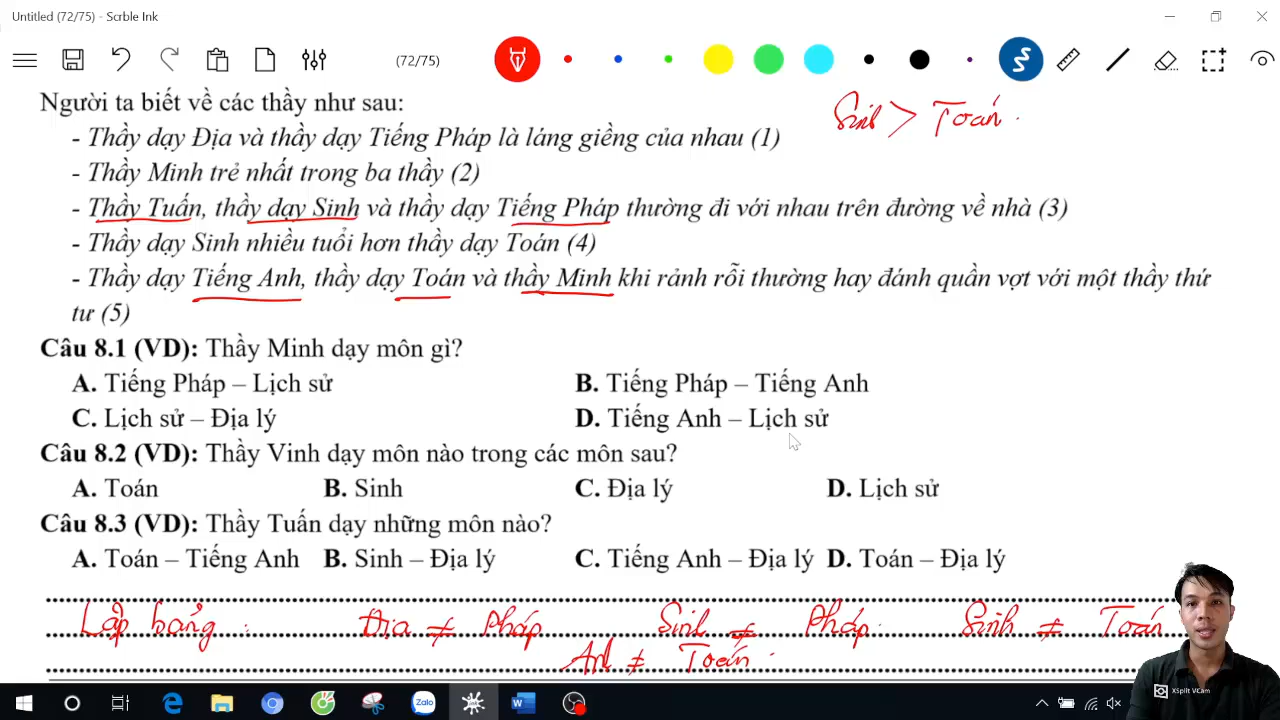 Untitled (72/75) - Scrble Ink
(72/75)
Người ta biết về các thầy như sau:
Sinh > Toán
- Thầy dạy Địa và thầy dạy Tiếng Pháp là láng giềng của nhau (1)
- Thầy Minh trẻ nhất trong ba thầy (2)
- Thầy Tuấn, thầy dạy Sinh và thầy dạy Tiếng Pháp thường đi với nhau trên đường về nhà (3)
- Thầy dạy Sinh nhiều tuổi hơn thầy dạy Toán (4)
- Thầy dạy Tiếng Anh, thầy dạy Toán và thầy Minh khi rảnh rỗi thường hay đánh quần vợt với một thầy thứ
tư (5)
Câu 8.1 (VD): Thầy Minh dạy môn gì?
A. Tiếng Pháp – Lịch sử B. Tiếng Pháp – Tiếng Anh
C. Lịch sử – Địa lý D. Tiếng Anh – Lịch sử
Câu 8.2 (VD): Thầy Vinh dạy môn nào trong các môn sau?
A. Toán B. Sinh C. Địa lý D. Lịch sử
Câu 8.3 (VD): Thầy Tuấn dạy những môn nào?
A. Toán – Tiếng Anh B. Sinh – Địa lý C. Tiếng Anh – Địa lý D. Toán – Địa lý
Lập bảng : Địa ≠ Pháp Sinh ≠ Pháp Sinh ≠ Toán
Anh ≠ Toán
Zalo
XSplit VCam